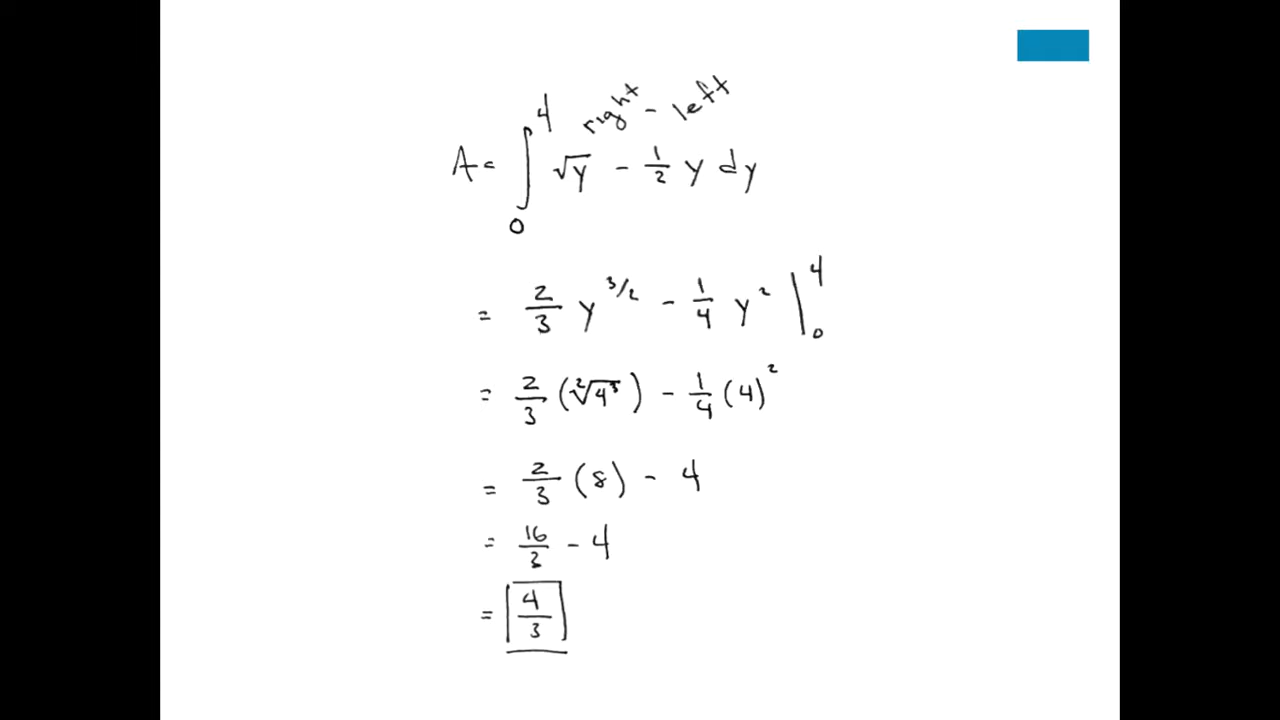 right - left
A = ∫₀⁴ √y - 1/2 y dy
= 2/3 y^(3/2) - 1/4 y² |₀⁴
= 2/3 (²√4³) - 1/4 (4)²
= 2/3 (8) - 4
= 16/3 - 4
= 4/3